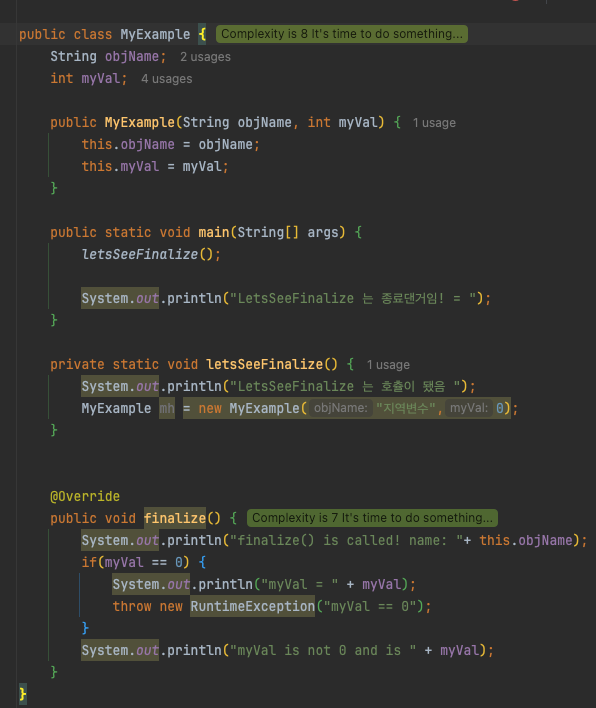 public class MyExample { Complexity is 8 It's time to do something...
String objName; 2 usages
int myVal; 4 usages
public MyExample(String objName, int myVal) { 1 usage
this.objName = objName;
this.myVal = myVal;
}
public static void main(String[] args) {
letsSeeFinalize();
System.out.println("LetsSeeFinalize 는 종료댄거임! = ");
}
private static void letsSeeFinalize() { 1 usage
System.out.println("LetsSeeFinalize 는 호츌이 됐음 ");
MyExample mh = new MyExample( objName: "지역변수", myVal: 0);
}
@Override
public void finalize() { Complexity is 7 It's time to do something...
System.out.println("finalize() is called! name: "+ this.objName);
if(myVal == 0) {
System.out.println("myVal = " + myVal);
throw new RuntimeException("myVal == 0");
}
System.out.println("myVal is not 0 and is " + myVal);
}
}